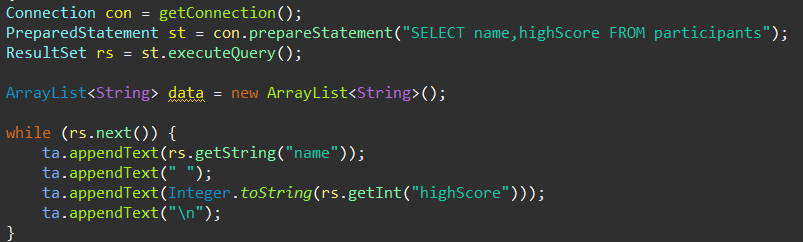 Connection con = getConnection();
PreparedStatement st = con.prepareStatement("SELECT name,highScore FROM participants");
ResultSet rs = st.executeQuery();

ArrayList<String> data = new ArrayList<String>();

while (rs.next()) {
    ta.appendText(rs.getString("name"));
    ta.appendText(" ");
    ta.appendText(Integer.toString(rs.getInt("highScore")));
    ta.appendText("\n");
}